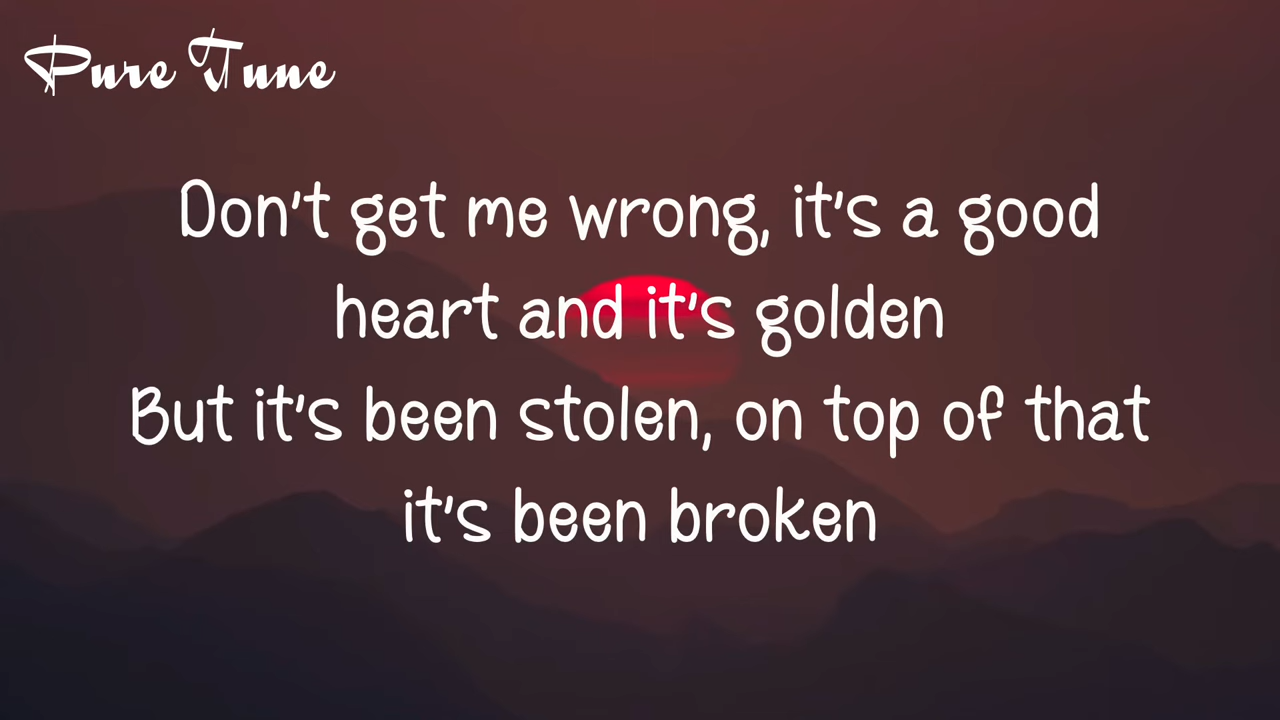 Pure Tune
Don't get me wrong, it's a good
heart and it's golden
But it's been stolen, on top of that
it's been broken